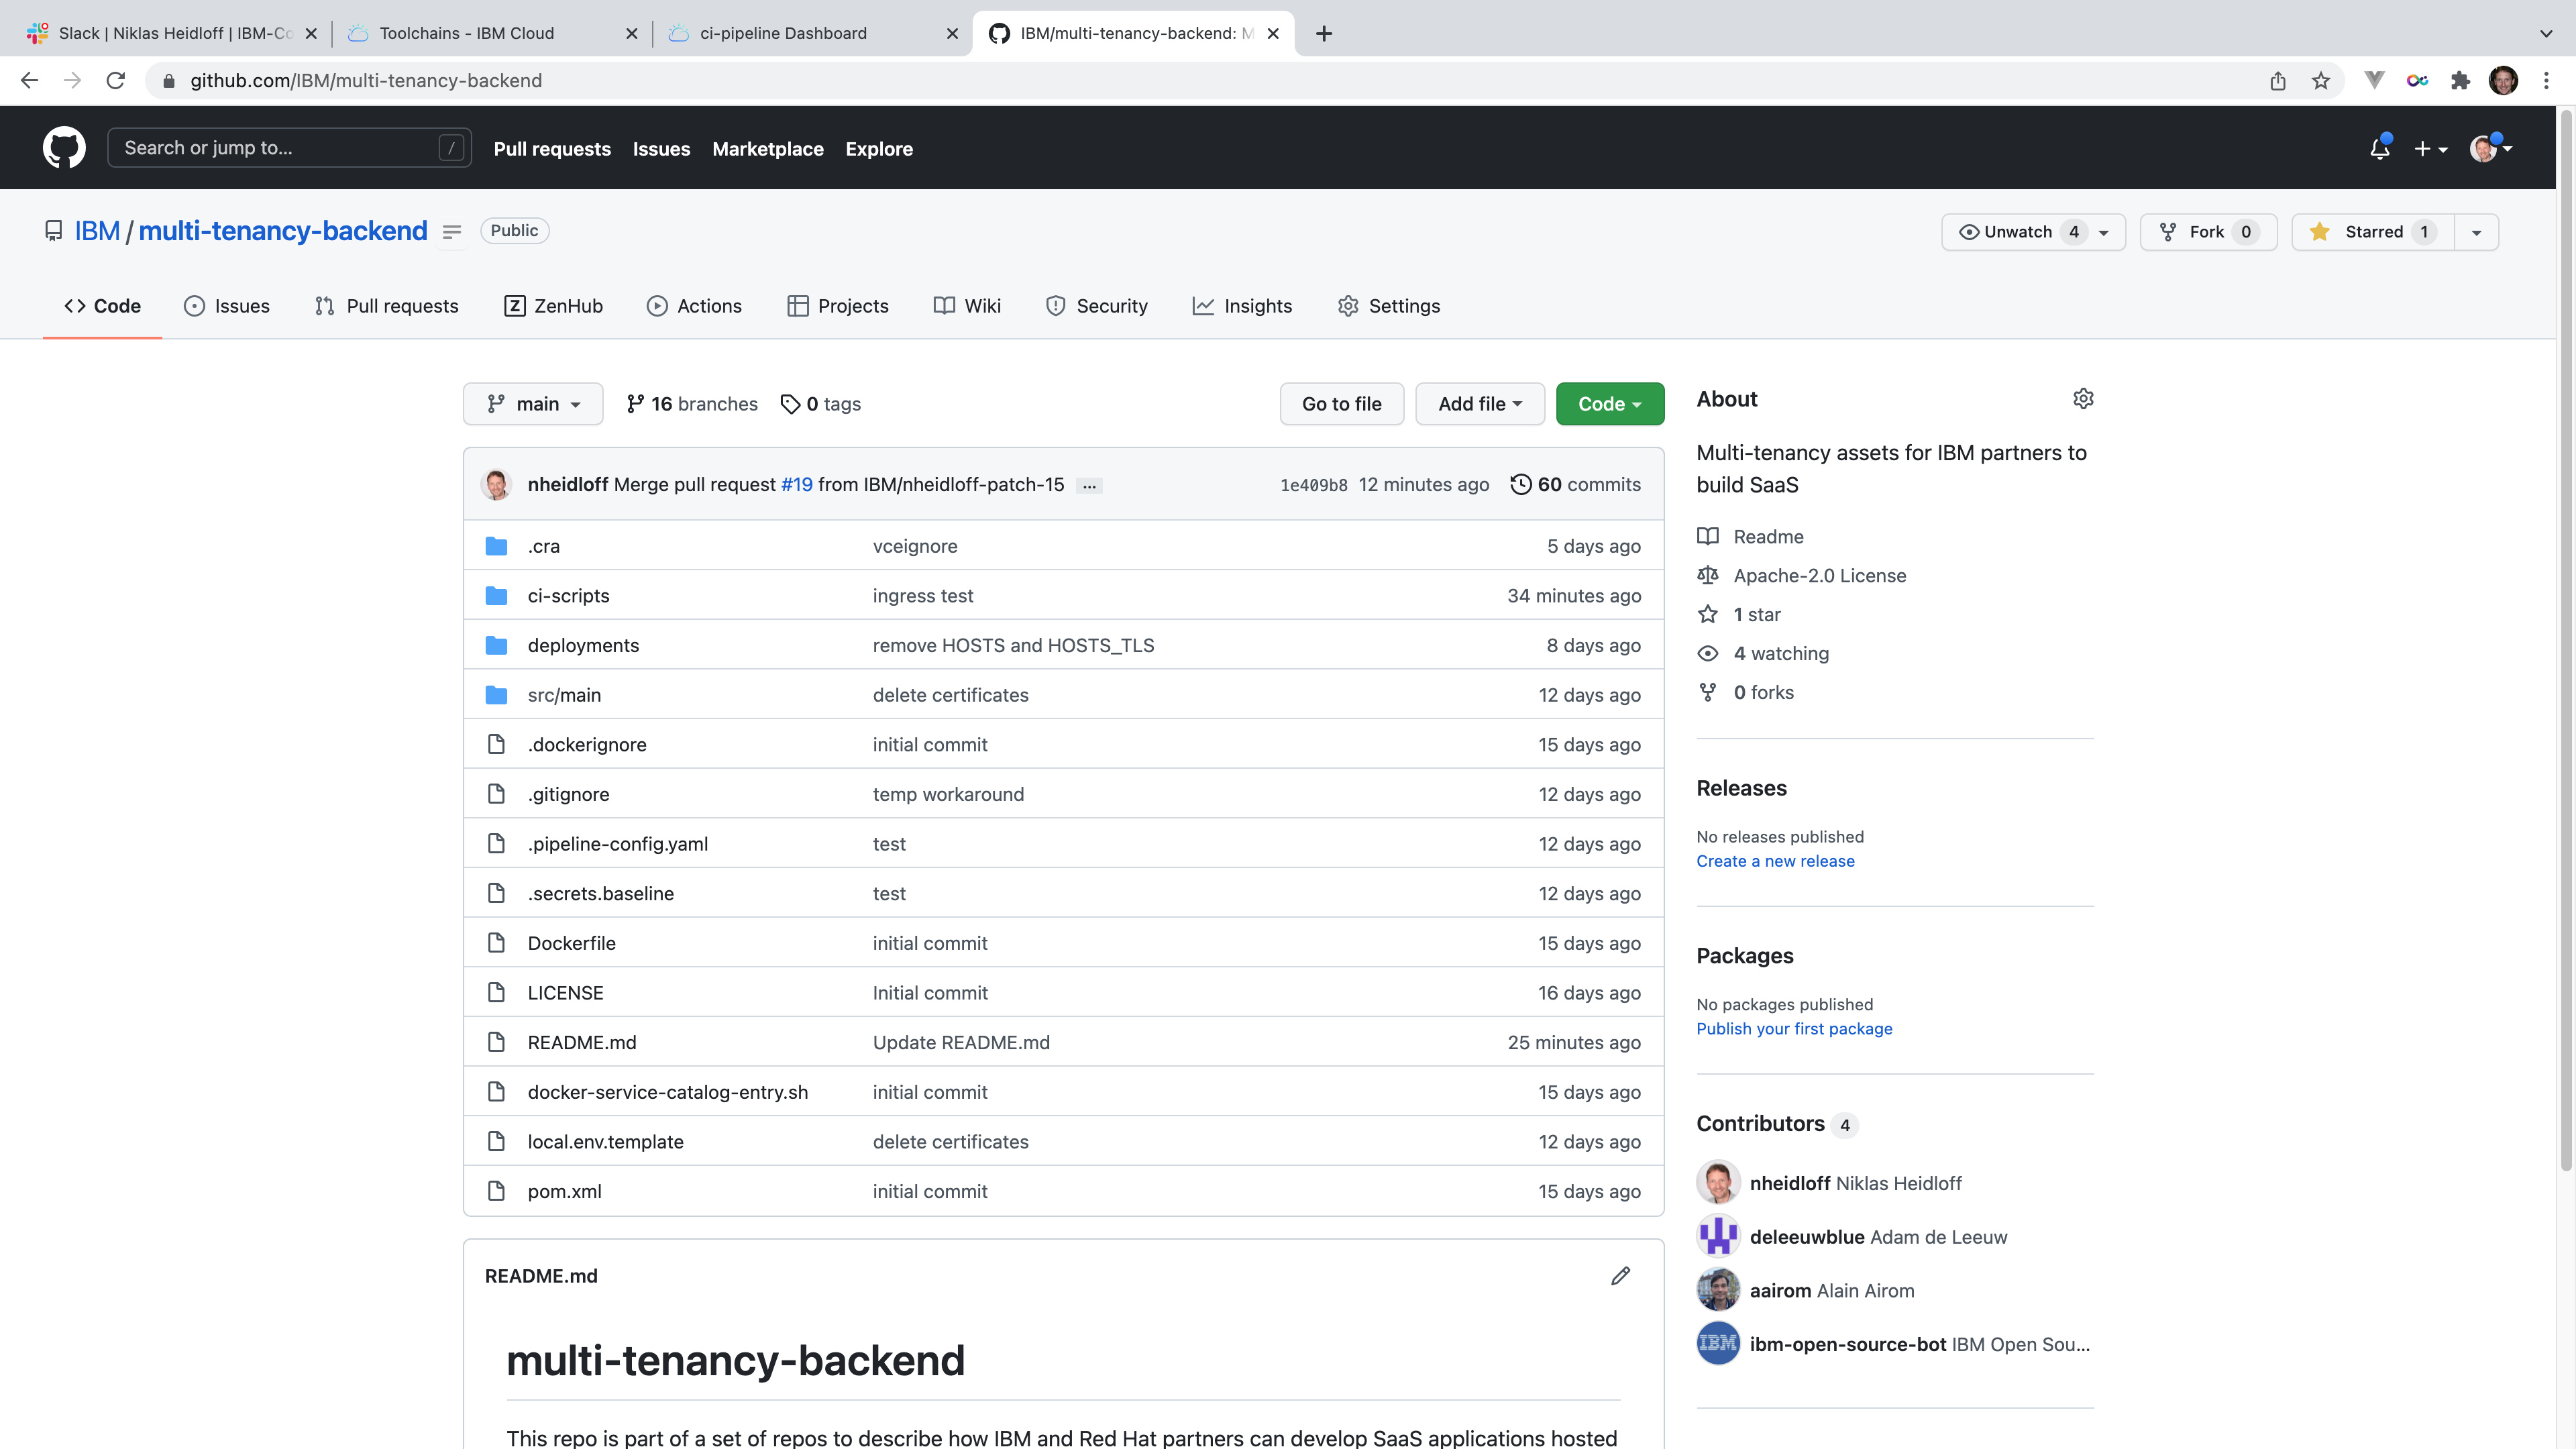 Slack | Niklas Heidloff | IBM-Co
Toolchains - IBM Cloud
ci-pipeline Dashboard
IBM/multi-tenancy-backend: M
github.com/IBM/multi-tenancy-backend
Search or jump to... /
Pull requests Issues Marketplace Explore
IBM / multi-tenancy-backend Public
Unwatch 4 Fork 0 Starred 1
Code Issues Pull requests ZenHub Actions Projects Wiki Security Insights Settings
main 16 branches 0 tags Go to file Add file Code
nheidloff Merge pull request #19 from IBM/nheidloff-patch-15 ... 1e409b8 12 minutes ago 60 commits
.cra vceignore 5 days ago
ci-scripts ingress test 34 minutes ago
deployments remove HOSTS and HOSTS_TLS 8 days ago
src/main delete certificates 12 days ago
.dockerignore initial commit 15 days ago
.gitignore temp workaround 12 days ago
.pipeline-config.yaml test 12 days ago
.secrets.baseline test 12 days ago
Dockerfile initial commit 15 days ago
LICENSE Initial commit 16 days ago
README.md Update README.md 25 minutes ago
docker-service-catalog-entry.sh initial commit 15 days ago
local.env.template delete certificates 12 days ago
pom.xml initial commit 15 days ago
README.md
multi-tenancy-backend
This repo is part of a set of repos to describe how IBM and Red Hat partners can develop SaaS applications hosted
About
Multi-tenancy assets for IBM partners to
build SaaS
Readme
Apache-2.0 License
1 star
4 watching
0 forks
Releases
No releases published
Create a new release
Packages
No packages published
Publish your first package
Contributors 4
nheidloff Niklas Heidloff
deleeuwblue Adam de Leeuw
aairom Alain Airom
IBM
ibm-open-source-bot IBM Open Sou...